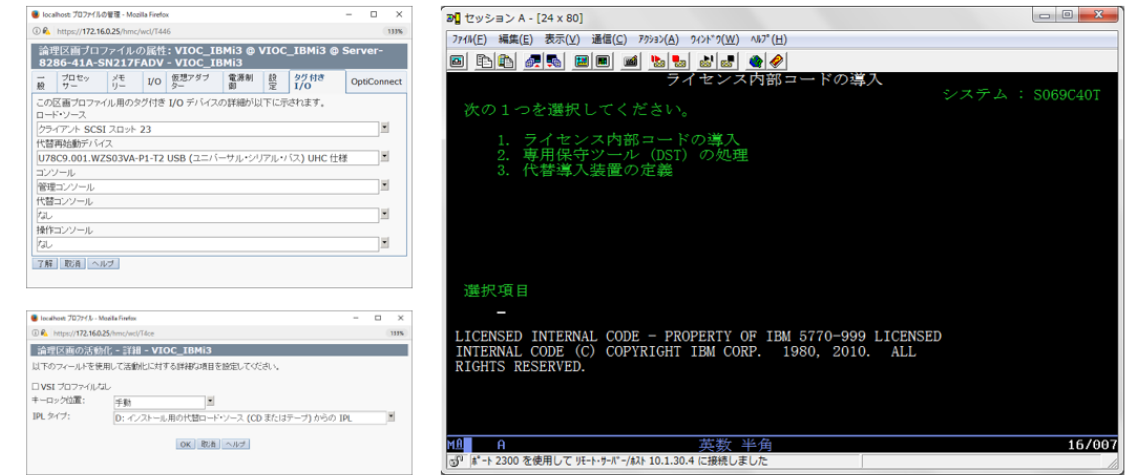 localhost: プロファイルの管理 - Mozilla Firefox
https://172.16.0.25/hmc/wcl/T446
133%
論理区画プロファイルの属性: VIOC_IBMi3 @ VIOC_IBMi3 @ Server-
8286-41A-SN217FADV - VIOC_IBMi3
一般
プロセッサー
メモリー
I/O
仮想アダプター
電源制御
設定
タグ付き I/O
OptiConnect
この区画プロファイル用のタグ付き I/O デバイスの詳細が以下に示されます。
ロード・ソース
クライアント SCSI スロット 23
代替再始動デバイス
U78C9.001.WZS03VA-P1-T2 USB (ユニバーサル・シリアル・バス) UHC 仕様
コンソール
管理コンソール
代替コンソール
なし
操作コンソール
なし
了解 取消 ヘルプ
localhost: プロファイル - Mozilla Firefox
https://172.16.0.25/hmc/wcl/T4ce
133%
論理区画の活動化 - 詳細 - VIOC_IBMi3
以下のフィールドを使用して活動化に対する詳細な項目を設定してください。
VSI プロファイルなし
キーロック位置: 手動
IPL タイプ: D: インストール用の代替ロード・ソース (CD またはテープ) からの IPL
OK 取消 ヘルプ
セッション A - [24 x 80]
ファイル(F) 編集(E) 表示(V) 通信(C) アクション(A) ウィンドウ(W) ヘルプ(H)
ライセンス内部コードの導入
システム : S069C40T
次の1つを選択してください。
1. ライセンス内部コードの導入
2. 専用保守ツール (DST) の処理
3. 代替導入装置の定義
選択項目
LICENSED INTERNAL CODE - PROPERTY OF IBM 5770-999 LICENSED
INTERNAL CODE (C) COPYRIGHT IBM CORP. 1980, 2010. ALL
RIGHTS RESERVED.
MA A 英数 半角 16/007
ポート 2300 を使用して リモート・サーバー/ホスト 10.1.30.4 に接続しました